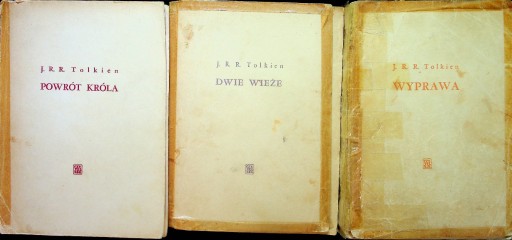 J. R. R. Tolkien
POWRÓT KRÓLA
J. R. R. Tolkien
DWIE WIEŻE
J. R. R. Tolkien
WYPRAWA